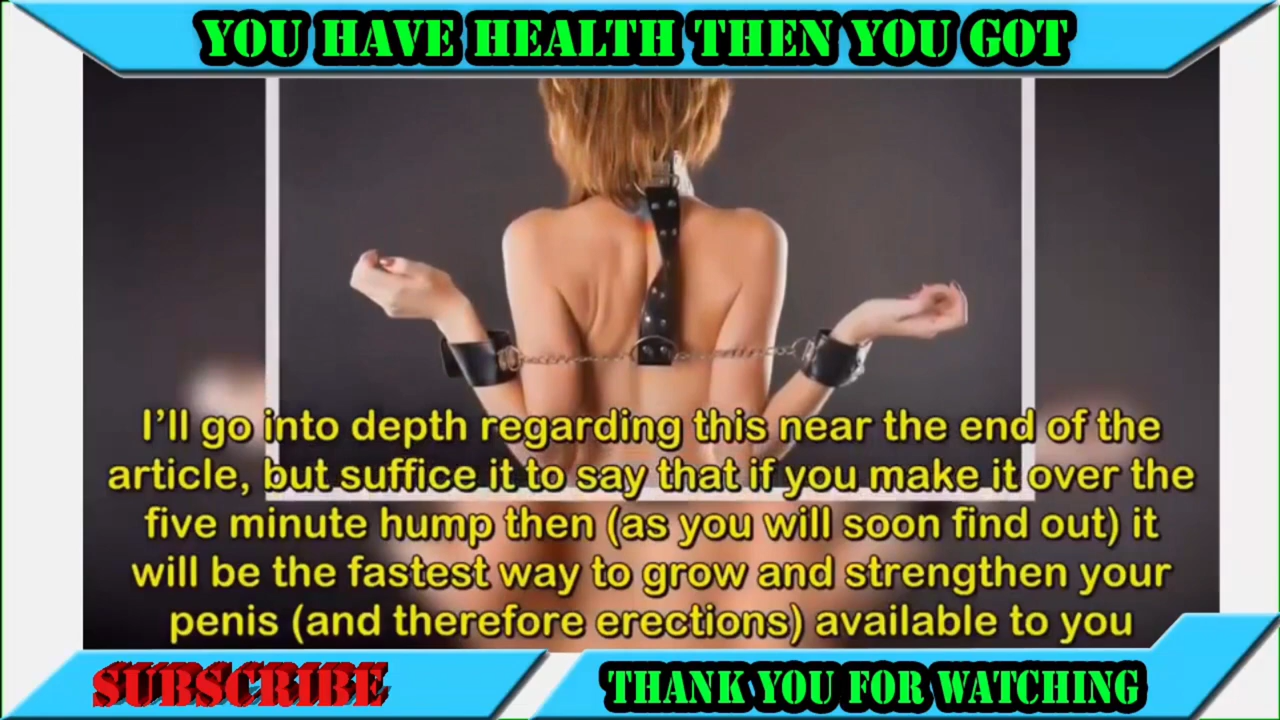 YOU HAVE HEALTH THEN YOU GOT
I'll go into depth regarding this near the end of the
article, but suffice it to say that if you make it over the
five minute hump then (as you will soon find out) it
will be the fastest way to grow and strengthen your
penis (and therefore erections) available to you
SUBSCRIBE
THANK YOU FOR WATCHING